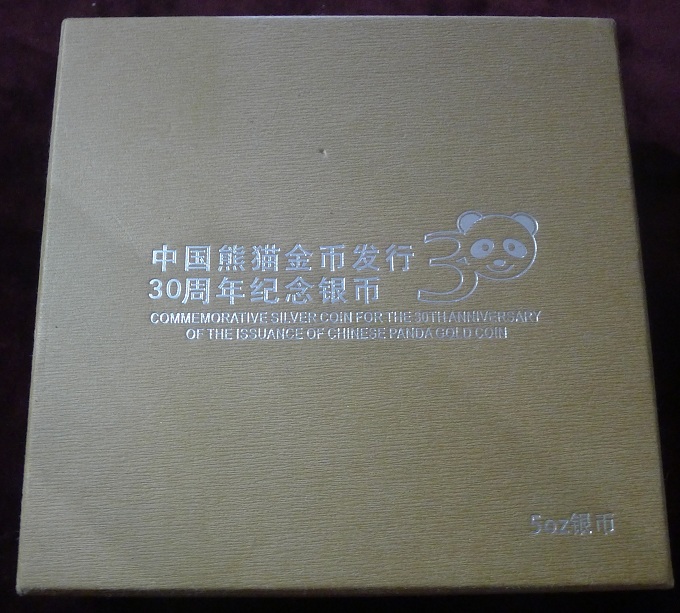 中国熊猫金币发行
30周年纪念银币
30
COMMEMORATIVE SILVER COIN FOR THE 30TH ANNIVERSARY
OF THE ISSUANCE OF CHINESE PANDA GOLD COIN
5oz银币